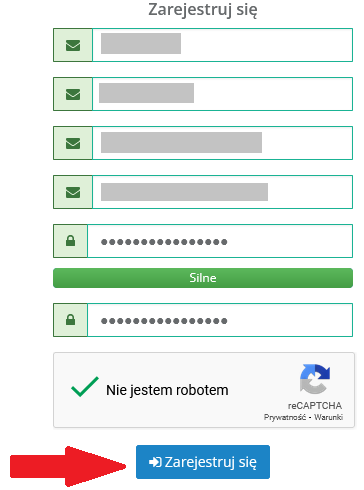 Zarejestruj się
●●●●●●●●●●●●●●●●
Silne
●●●●●●●●●●●●●●●●
Nie jestem robotem
reCAPTCHA
Prywatność - Warunki
Zarejestruj się